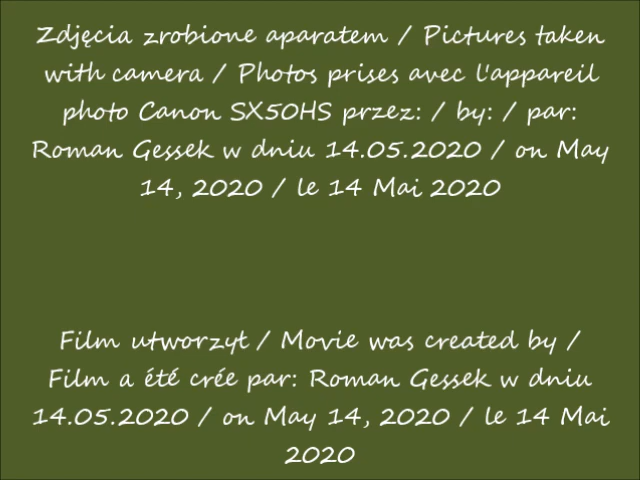 Zdjęcia zrobione aparatem / Pictures taken
with camera / Photos prises avec l'appareil
photo Canon SX50HS przez: / by: / par:
Roman Gessek w dniu 14.05.2020 / on May
14, 2020 / le 14 Mai 2020
Film utworzył / Movie was created by /
Film a été crée par: Roman Gessek w dniu
14.05.2020 / on May 14, 2020 / le 14 Mai
2020